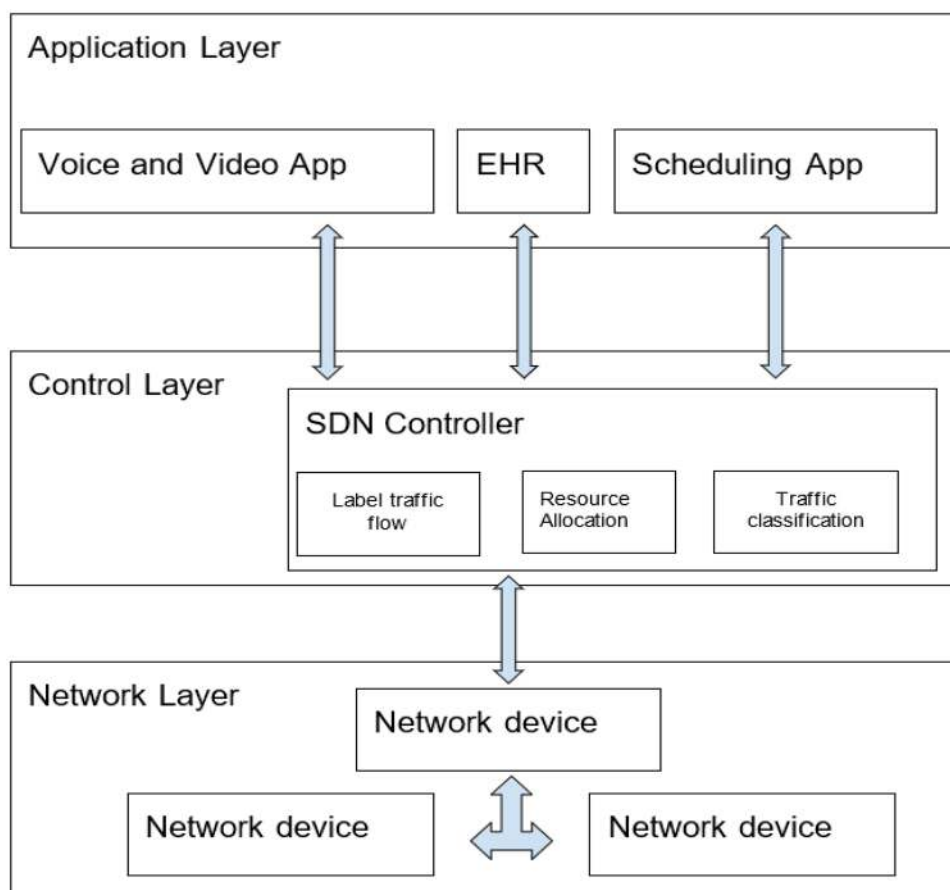 Application Layer
Voice and Video App
EHR
Scheduling App
Control Layer
SDN Controller
Label traffic
flow
Resource
Allocation
Traffic
classification
Network Layer
Network device
Network device
Network device